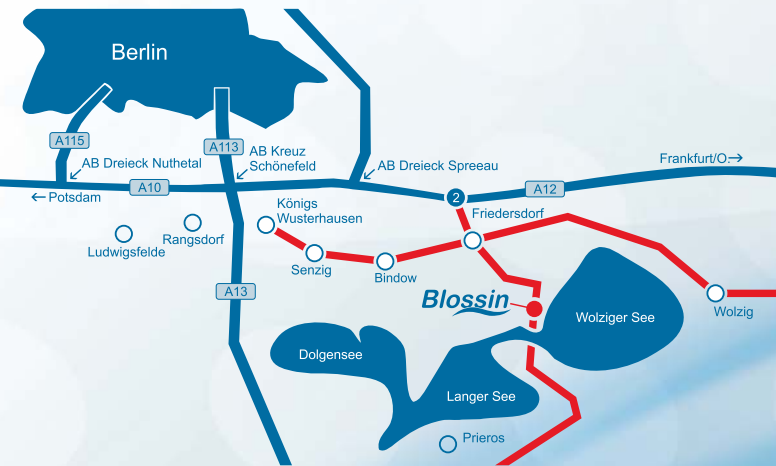 Berlin
A115
A113
AB Kreuz
Schönefeld
AB Dreieck Nuthetal
AB Dreieck Spreeau
Frankfurt/O.→
A10
A12
←Potsdam
2
Königs
Wusterhausen
Friedersdorf
Ludwigsfelde
Rangsdorf
Senzig
Bindow
A13
Blossin
Wolziger See
Wolzig
Dolgensee
Langer See
Prieros